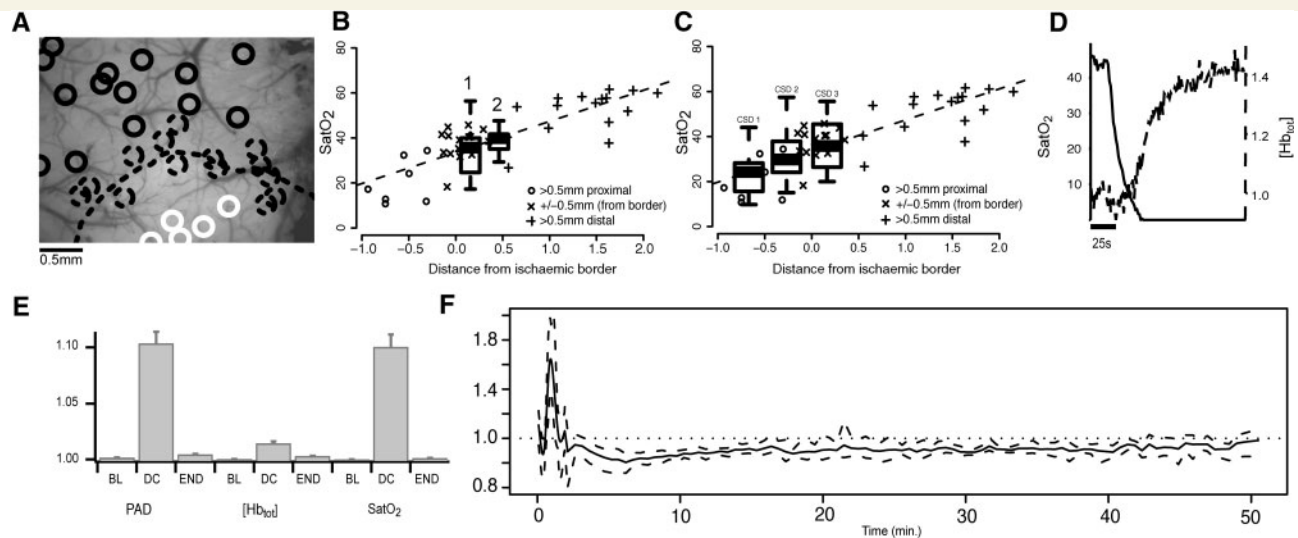 A
0.5mm
B
SatO2
80
60
40
20
0
1
2
o >0.5mm proximal
× +/−0.5mm (from border)
+ >0.5mm distal
−1.0 −0.5 0.0 0.5 1.0 1.5 2.0
Distance from ischaemic border
C
SatO2
80
60
40
20
0
CSD 1
CSD 2
CSD 3
o >0.5mm proximal
× +/−0.5mm (from border)
+ >0.5mm distal
−1.0 −0.5 0.0 0.5 1.0 1.5 2.0
Distance from ischaemic border
D
SatO2
40
30
20
10
1.4
1.2
1.0
[Hbtot]
25s
E
1.10
1.05
1.00
BL DC END BL DC END BL DC END
PAD [Hbtot] SatO2
F
1.8
1.4
1.0
0.8
0 10 20 30 40 50
Time (min.)